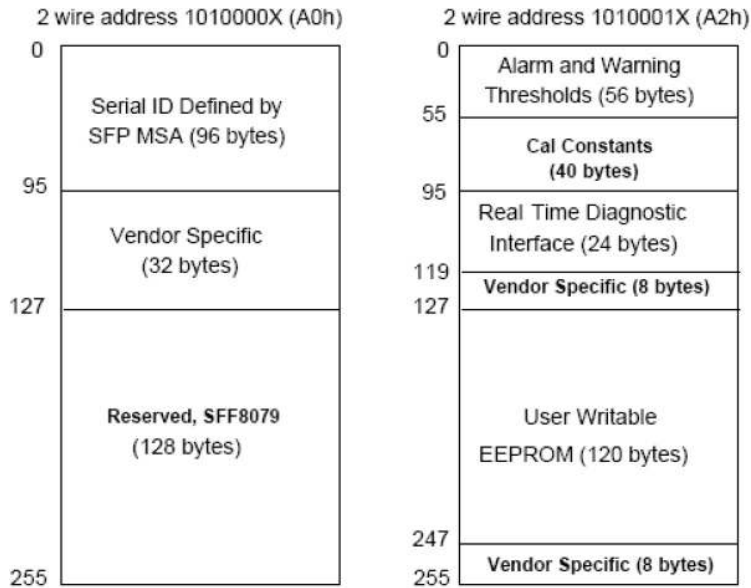 2 wire address 1010000X (A0h)
0
Serial ID Defined by
SFP MSA (96 bytes)
95
Vendor Specific
(32 bytes)
127
Reserved, SFF8079
(128 bytes)
255
2 wire address 1010001X (A2h)
0
Alarm and Warning
Thresholds (56 bytes)
55
Cal Constants
(40 bytes)
95
Real Time Diagnostic
Interface (24 bytes)
119
Vendor Specific (8 bytes)
127
User Writable
EEPROM (120 bytes)
247
Vendor Specific (8 bytes)
255